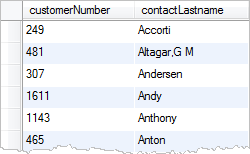 customerNumber contactLastname
249 Accorti
481 Altagar,G M
307 Andersen
1611 Andy
1143 Anthony
465 Anton